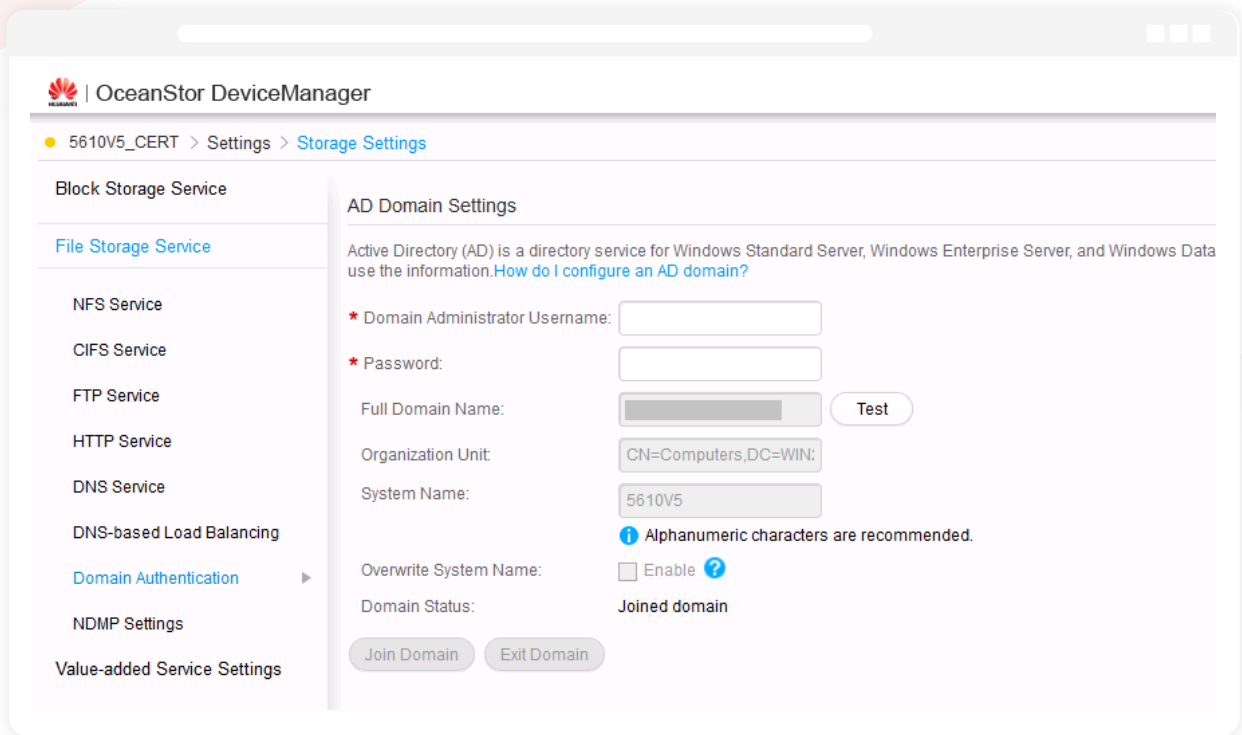 HUAWEI | OceanStor DeviceManager
5610V5_CERT > Settings > Storage Settings
Block Storage Service
File Storage Service
NFS Service
CIFS Service
FTP Service
HTTP Service
DNS Service
DNS-based Load Balancing
Domain Authentication
NDMP Settings
Value-added Service Settings
AD Domain Settings
Active Directory (AD) is a directory service for Windows Standard Server, Windows Enterprise Server, and Windows Data
use the information.How do I configure an AD domain?
* Domain Administrator Username:
* Password:
Full Domain Name: Test
Organization Unit: CN=Computers,DC=WIN
System Name: 5610V5
Alphanumeric characters are recommended.
Overwrite System Name: Enable ?
Domain Status: Joined domain
Join Domain Exit Domain